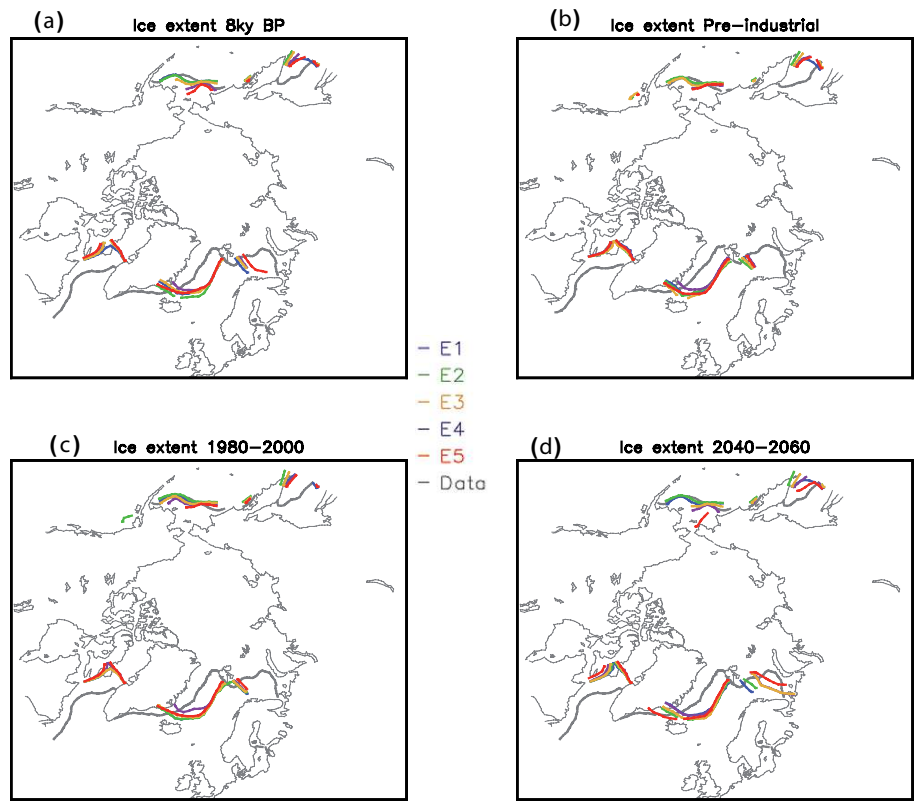 (a)
Ice extent 8ky BP
(b)
Ice extent Pre-industrial
E1
E2
E3
E4
E5
Data
(c)
Ice extent 1980-2000
(d)
Ice extent 2040-2060